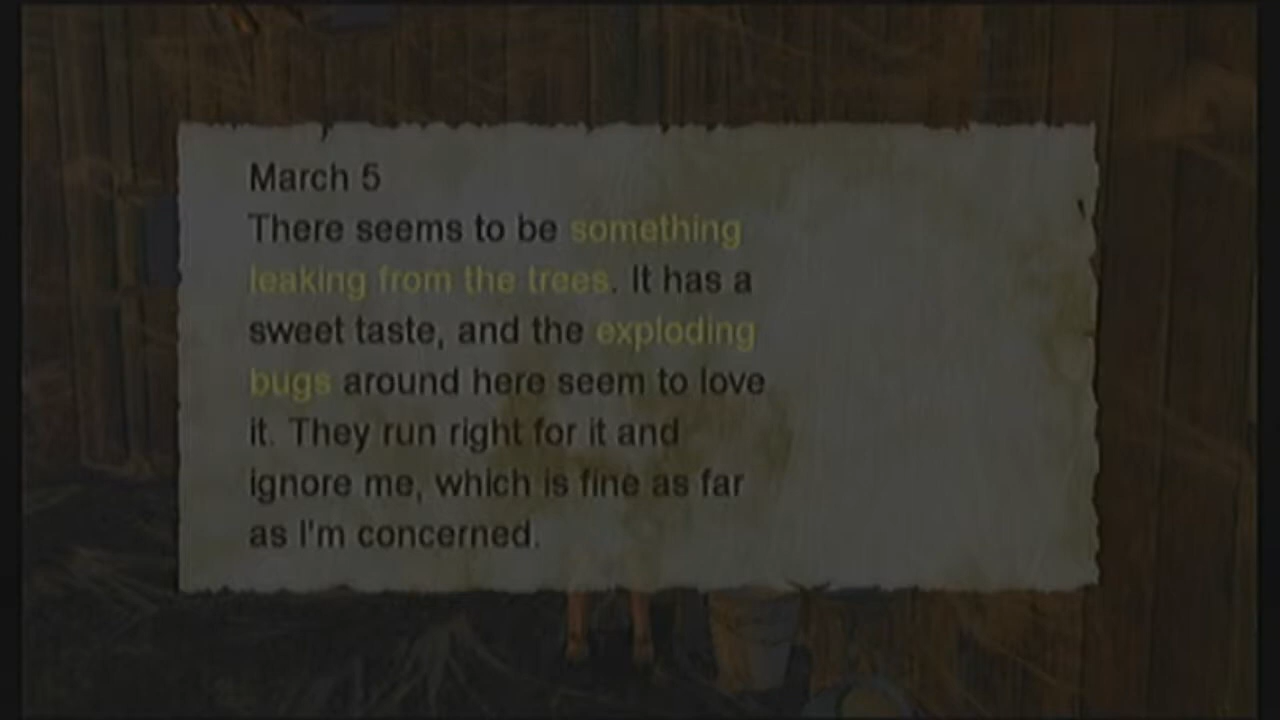 March 5
There seems to be something
leaking from the trees. It has a
sweet taste, and the exploding
bugs around here seem to love
it. They run right for it and
ignore me, which is fine as far
as I'm concerned.